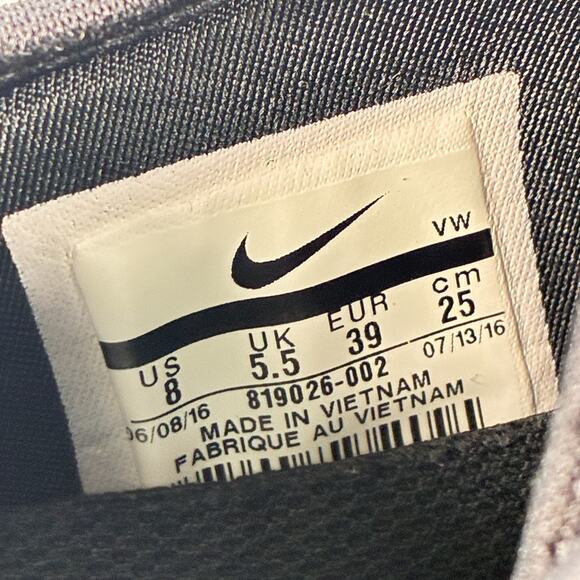 VW
US UK EUR cm
8 5.5 39 25
06/08/16 819026-002 07/13/16
MADE IN VIETNAM
FABRIQUE AU VIETNAM